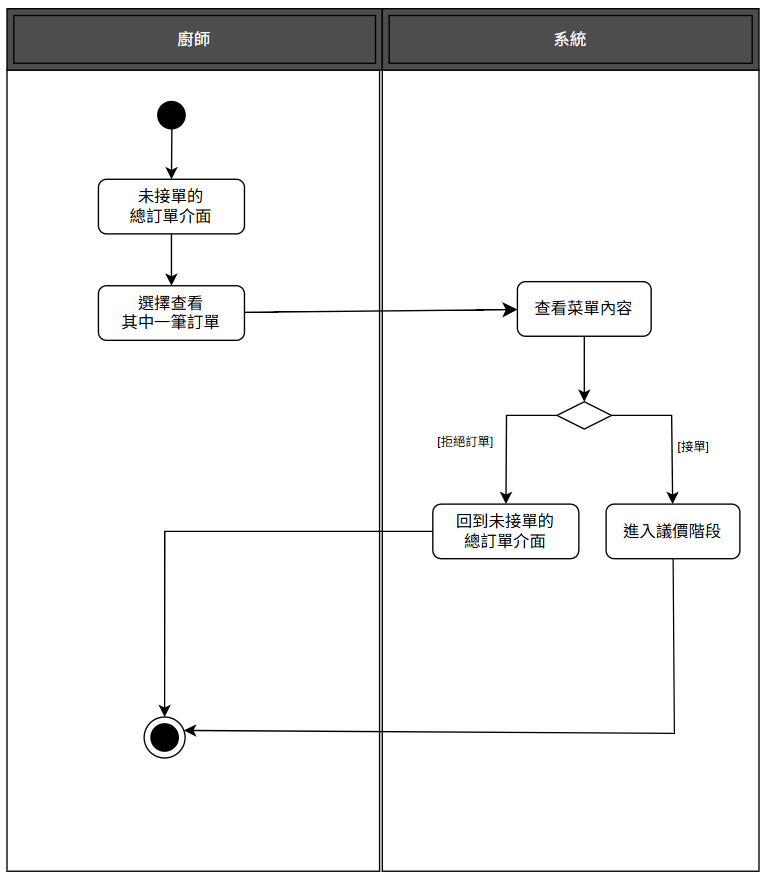 廚師
系統
未接單的
總訂單介面
選擇查看
其中一筆訂單
查看菜單內容
[拒絕訂單]
[接單]
回到未接單的
總訂單介面
進入議價階段